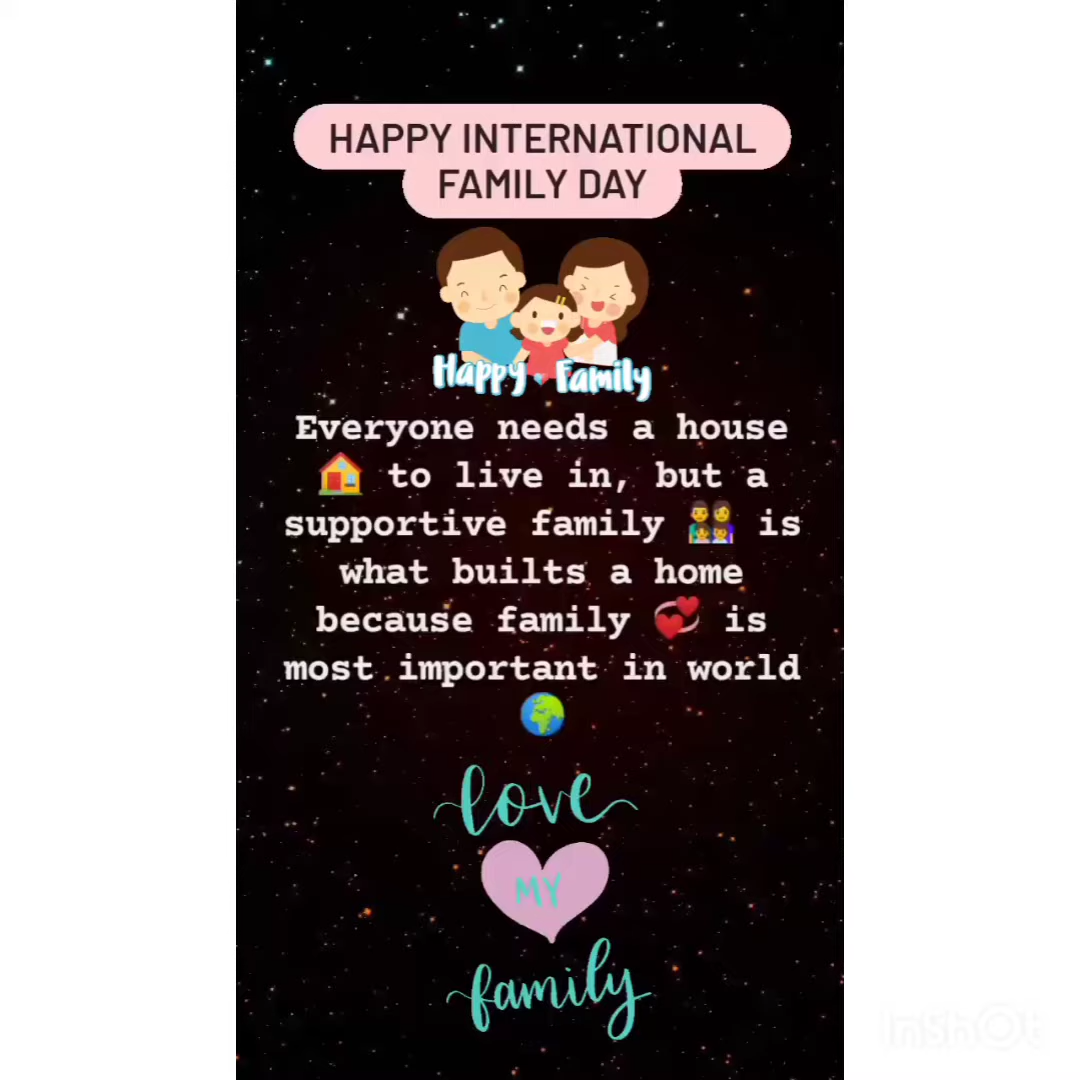 HAPPY INTERNATIONAL
FAMILY DAY
Happy Family
Everyone needs a house
🏠 to live in, but a
supportive family 👨‍👩‍👧‍👦 is
what builts a home
because family 💞 is
most important in world
🌍
love
MY
family
InShOt